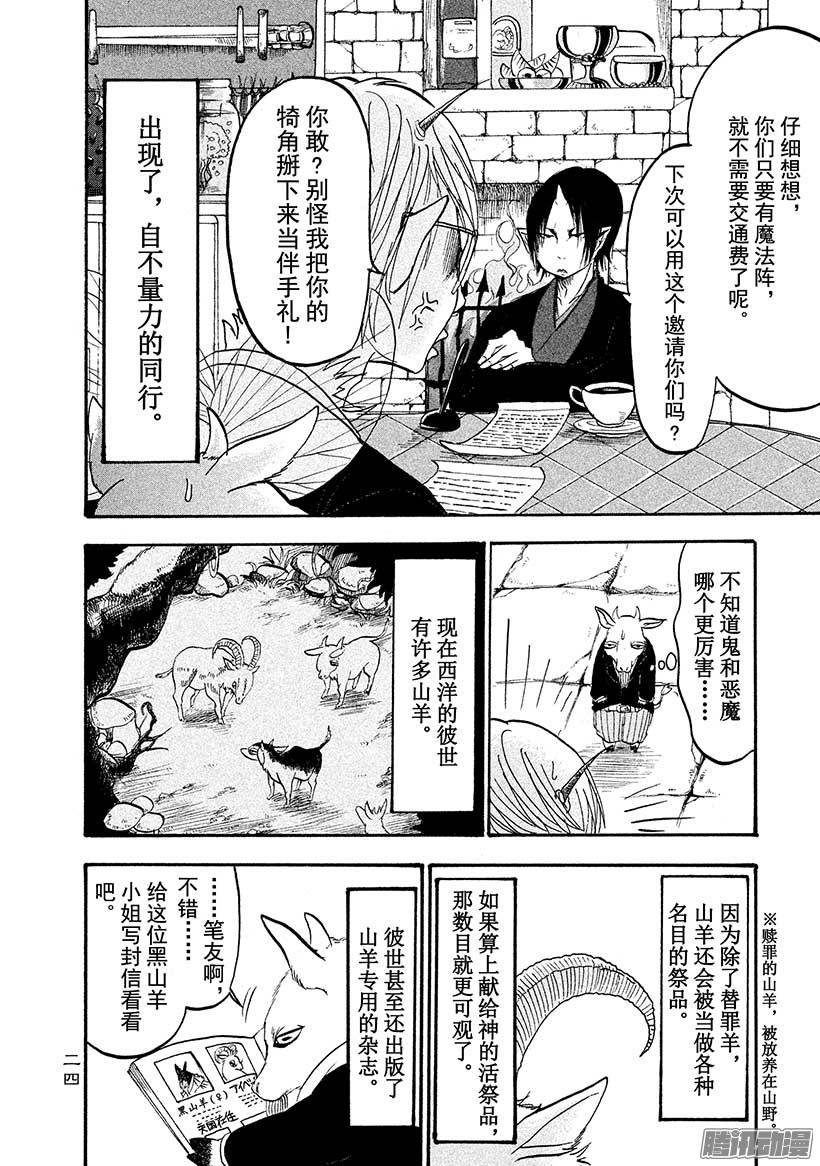 仔细想想，
你们只要有魔法阵，
就不需要交通费了呢。
下次可以用这个邀请你们吗？
你敢？别怪我把你的
犄角掰下来当伴手礼！
出现了，自不量力的同行。
不知道鬼和恶魔
哪个更厉害……
现在西洋的彼世
有许多山羊。
※赎罪的山羊，被放养在山野。
因为除了替罪羊，
山羊还会被当做各种
名目的祭品。
如果算上献给神的活祭品，
那数目就更可观了。
彼世甚至还出版了
山羊专用的杂志。
……笔友啊，
不错……
给这位黑山羊
小姐写封信看看
吧。
黑山羊(♀)
英国在住
二四
腾讯动漫